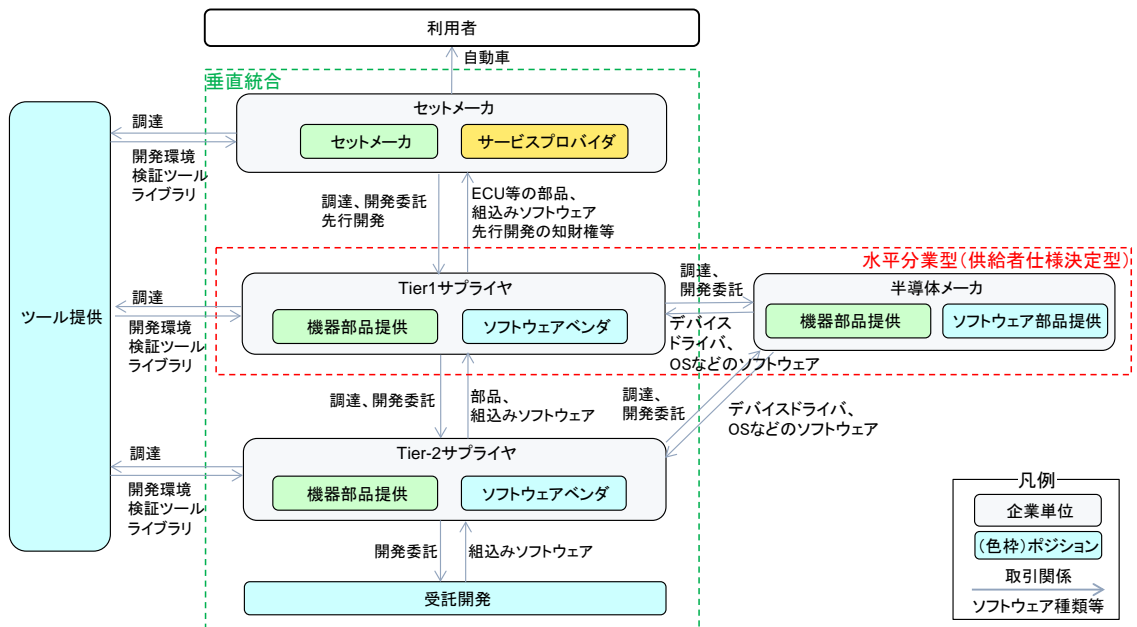 利用者
自動車
垂直統合
セットメーカ
セットメーカ
サービスプロバイダ
調達
開発環境
検証ツール
ライブラリ
調達、開発委託
先行開発
ECU等の部品、
組込みソフトウェア
先行開発の知財権等
水平分業型(供給者仕様決定型)
ツール提供
Tier1サプライヤ
機器部品提供
ソフトウェアベンダ
調達
開発環境
検証ツール
ライブラリ
調達、
開発委託
デバイス
ドライバ、
OSなどのソフトウェア
半導体メーカ
機器部品提供
ソフトウェア部品提供
調達、開発委託
部品、
組込みソフトウェア
調達、
開発委託
デバイスドライバ、
OSなどのソフトウェア
Tier-2サプライヤ
機器部品提供
ソフトウェアベンダ
調達
開発環境
検証ツール
ライブラリ
開発委託
組込みソフトウェア
受託開発
凡例
企業単位
(色枠)ポジション
取引関係
ソフトウェア種類等